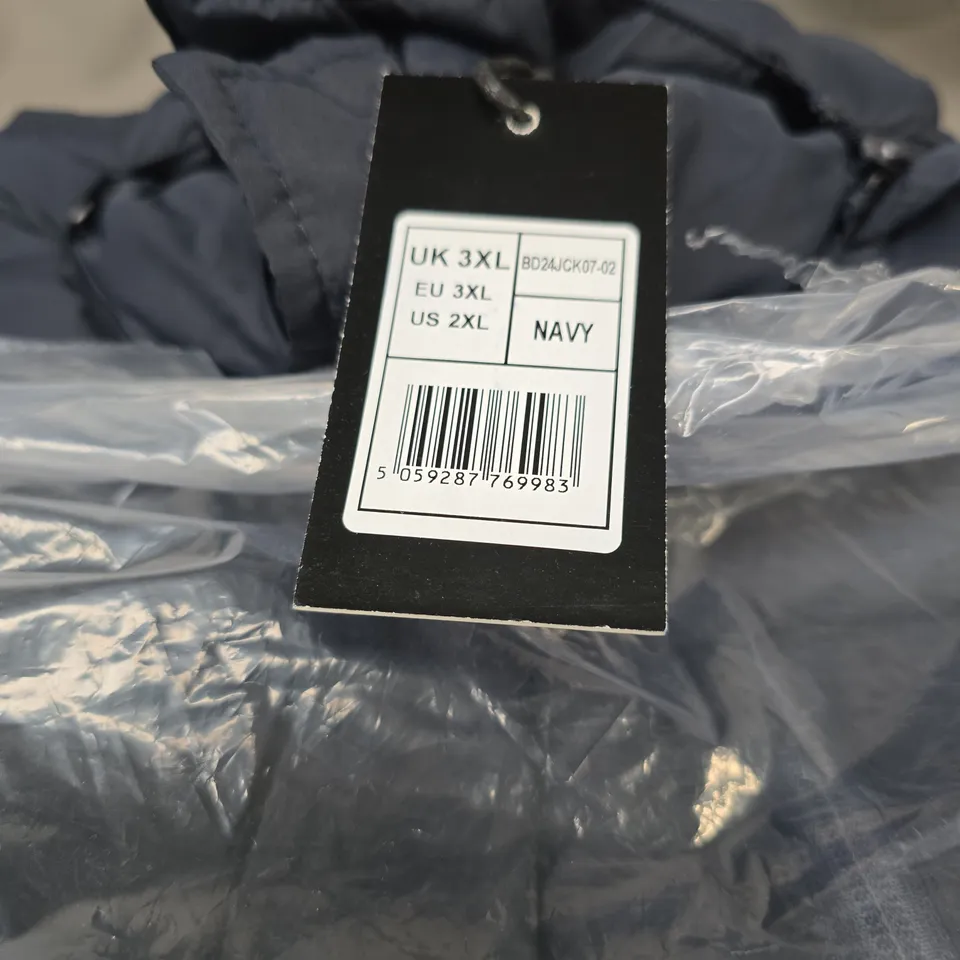 UK 3XL
EU 3XL
US 2XL
BD24JCK07-02
NAVY
5 059287 769983